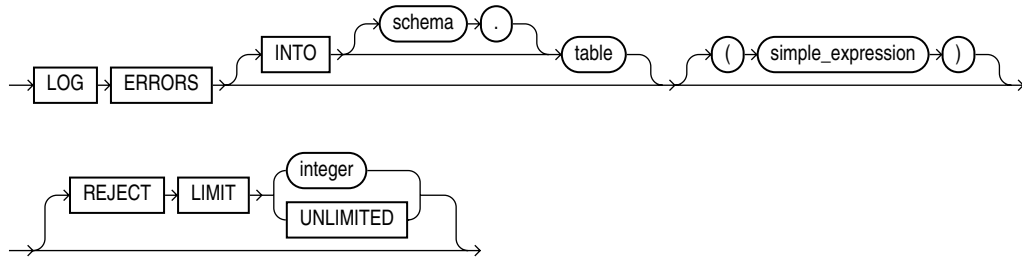 schema .
INTO table ( simple_expression )
LOG ERRORS
integer
REJECT LIMIT
UNLIMITED